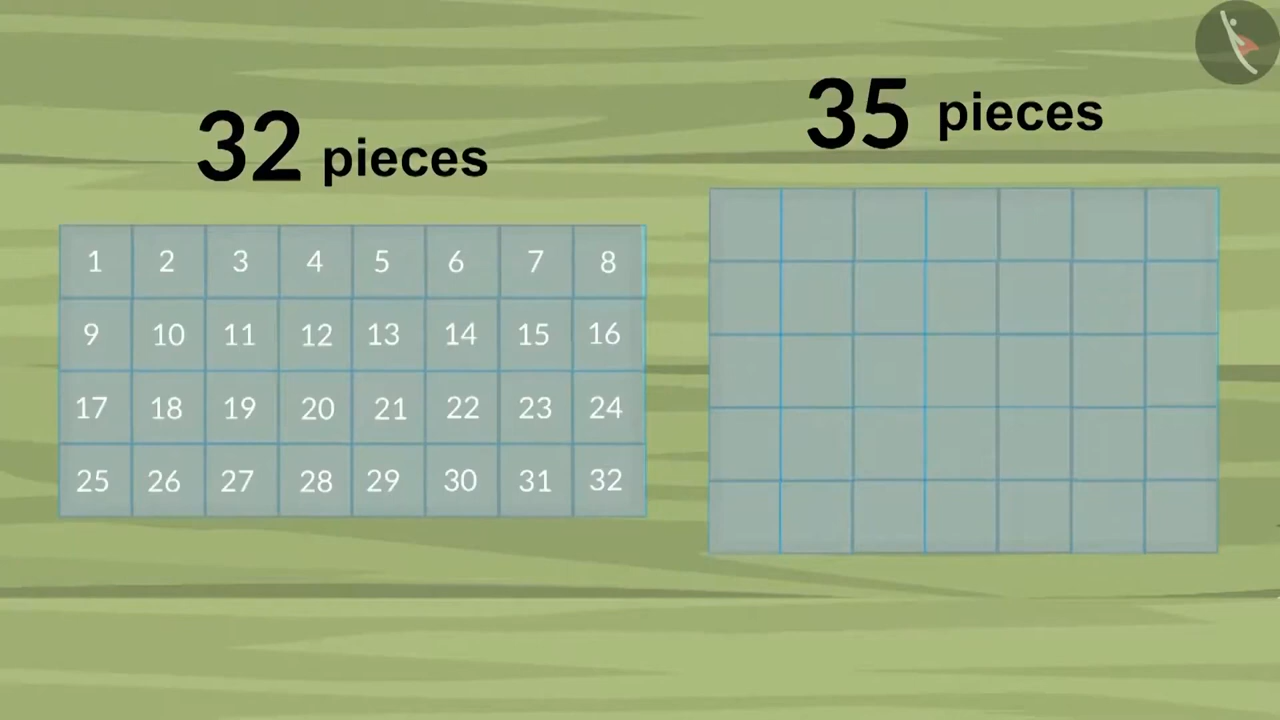 32 pieces
1 2 3 4 5 6 7 8
9 10 11 12 13 14 15 16
17 18 19 20 21 22 23 24
25 26 27 28 29 30 31 32
35 pieces